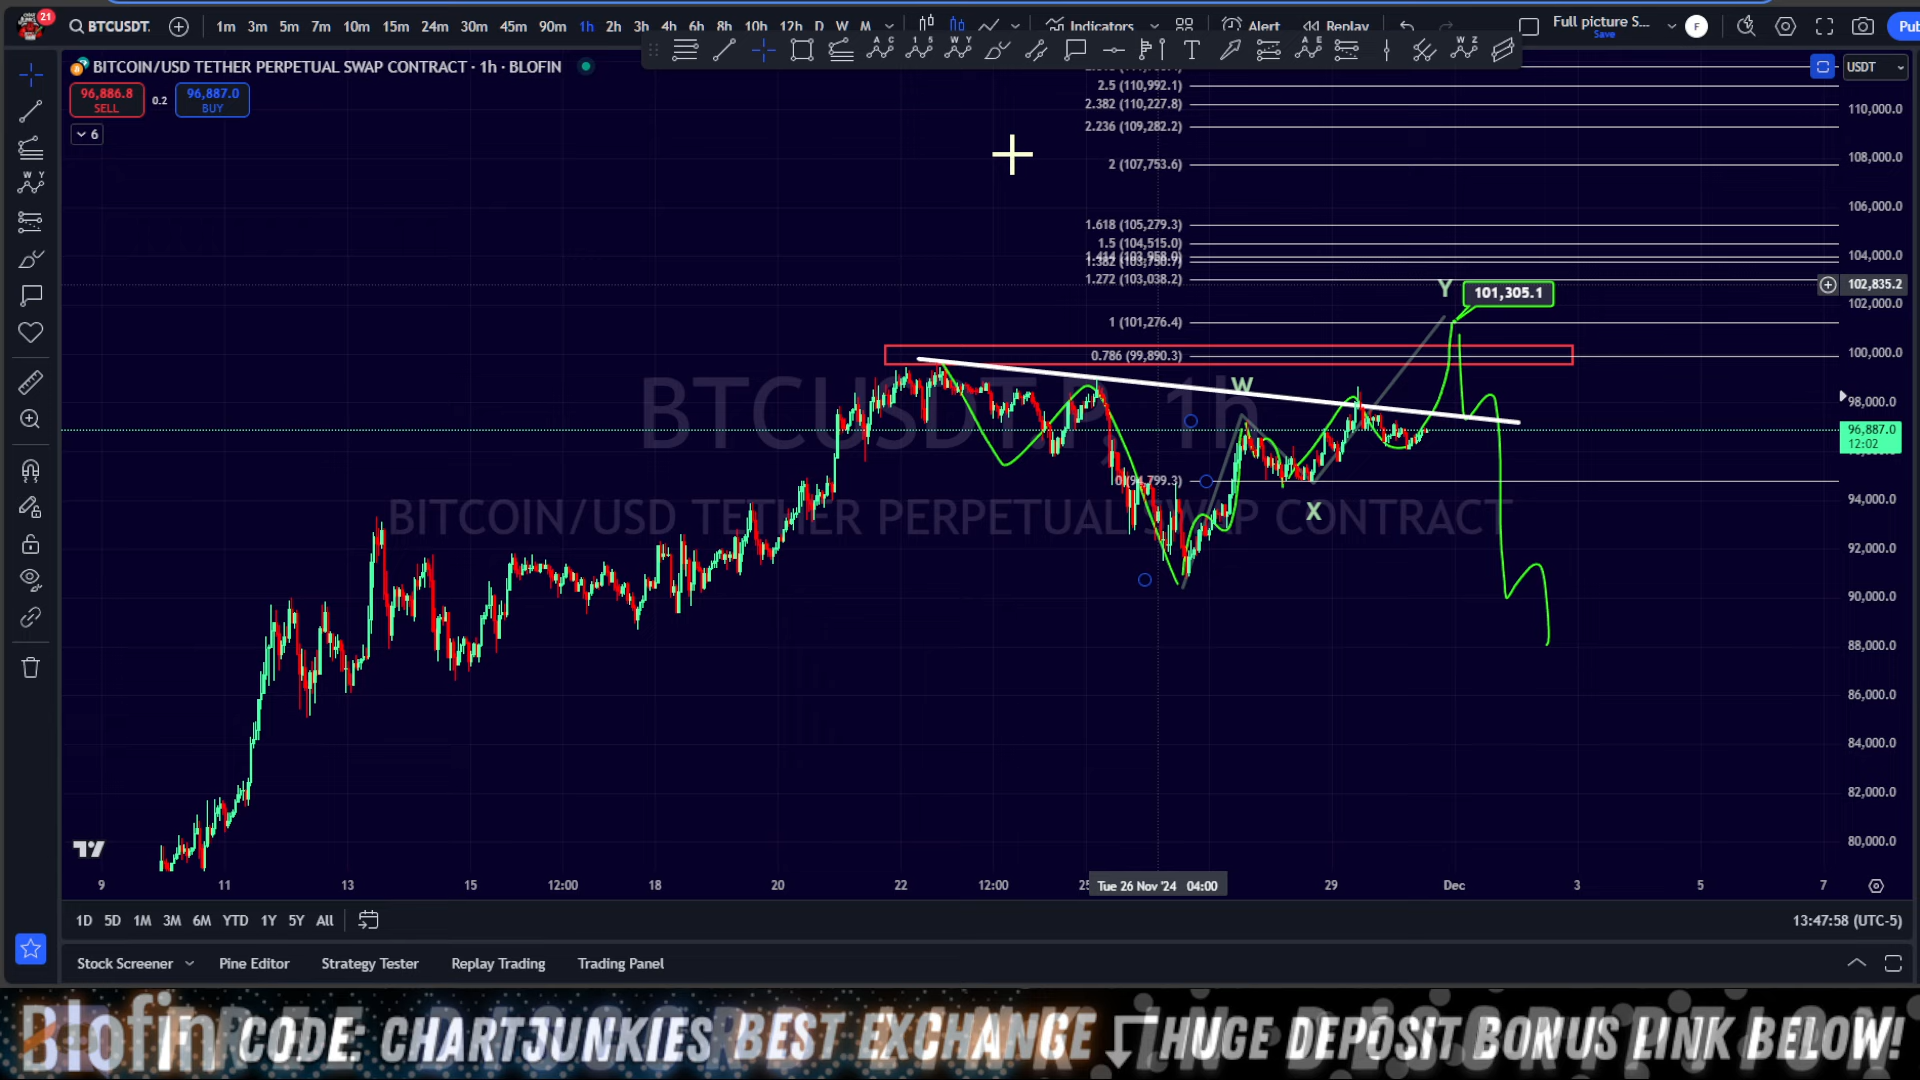 21
BTCUSDT.
1m 3m 5m 7m 10m 15m 24m 30m 45m 90m 1h 2h 3h 4h 6h 8h 10h 12h D W M
Indicators
Alert
Replay
Full picture S...
Save
F
Pub
BITCOIN/USD TETHER PERPETUAL SWAP CONTRACT · 1h · BLOFIN
USDT
96,886.8
SELL
0.2
96,887.0
BUY
6
2.5 (110,992.1)
2.382 (110,227.8)
2.236 (109,282.2)
2 (107,753.6)
1.618 (105,279.3)
1.5 (104,515.0)
1.272 (103,038.2)
1 (101,276.4)
0.786 (99,890.3)
Y
101,305.1
W
X
BTCUSDT.P, 1h
BITCOIN/USD TETHER PERPETUAL SWAP CONTRACT
110,000.0
108,000.0
106,000.0
104,000.0
102,835.2
102,000.0
100,000.0
98,000.0
96,887.0
12:02
94,000.0
92,000.0
90,000.0
88,000.0
86,000.0
84,000.0
82,000.0
80,000.0
9 11 13 15 12:00 18 20 22 12:00 25 Tue 26 Nov '24 04:00 29 Dec 3 5 7
1D 5D 1M 3M 6M YTD 1Y 5Y All
13:47:58 (UTC-5)
Stock Screener Pine Editor Strategy Tester Replay Trading Trading Panel
Blofin CODE: CHARTJUNKIES BEST EXCHANGE HUGE DEPOSIT BONUS LINK BELOW!